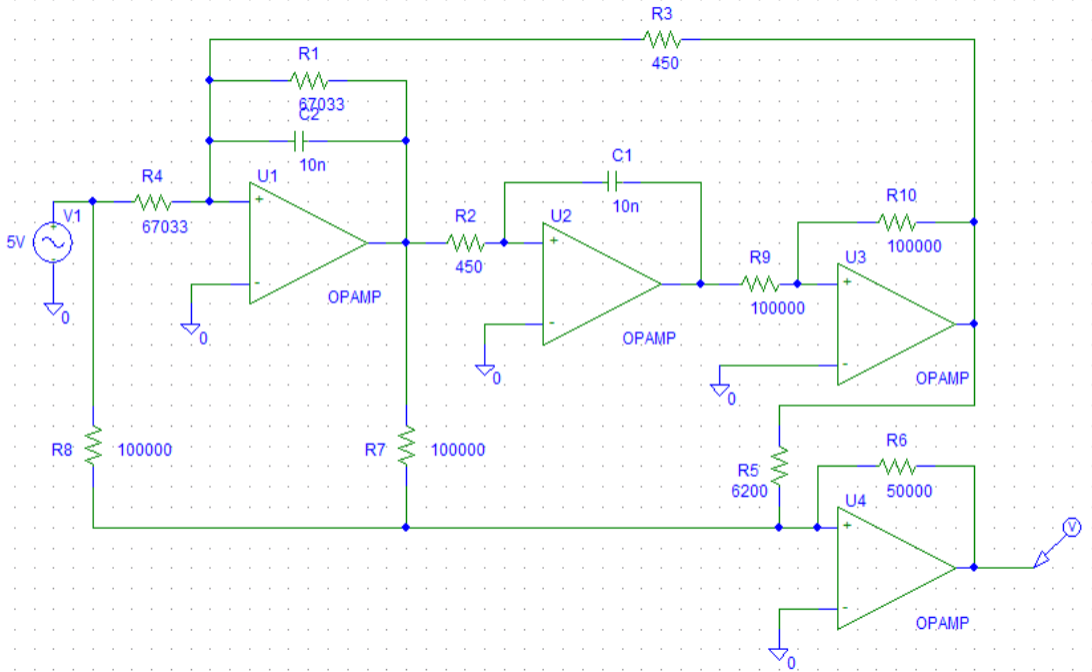 R3
450
R1
67033
C2
10n
R4
67033
V1
5V
0
U1
+
-
OPAMP
0
R2
450
C1
10n
U2
+
-
OPAMP
0
R9
100000
R10
100000
U3
+
-
OPAMP
0
R8
100000
R7
100000
R5
6200
R6
50000
U4
+
-
OPAMP
0
V